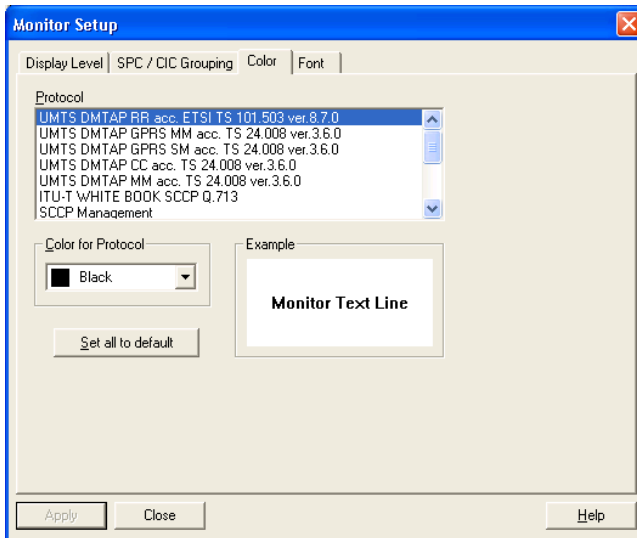 Monitor Setup
Display Level SPC / CIC Grouping Color Font
Protocol
UMTS DMTAP RR acc. ETSI TS 101.503 ver.8.7.0
UMTS DMTAP GPRS MM acc. TS 24.008 ver.3.6.0
UMTS DMTAP GPRS SM acc. TS 24.008 ver.3.6.0
UMTS DMTAP CC acc. TS 24.008 ver.3.6.0
UMTS DMTAP MM acc. TS 24.008 ver.3.6.0
ITU-T WHITE BOOK SCCP Q.713
SCCP Management
Color for Protocol
Black
Set all to default
Example
Monitor Text Line
Apply Close Help